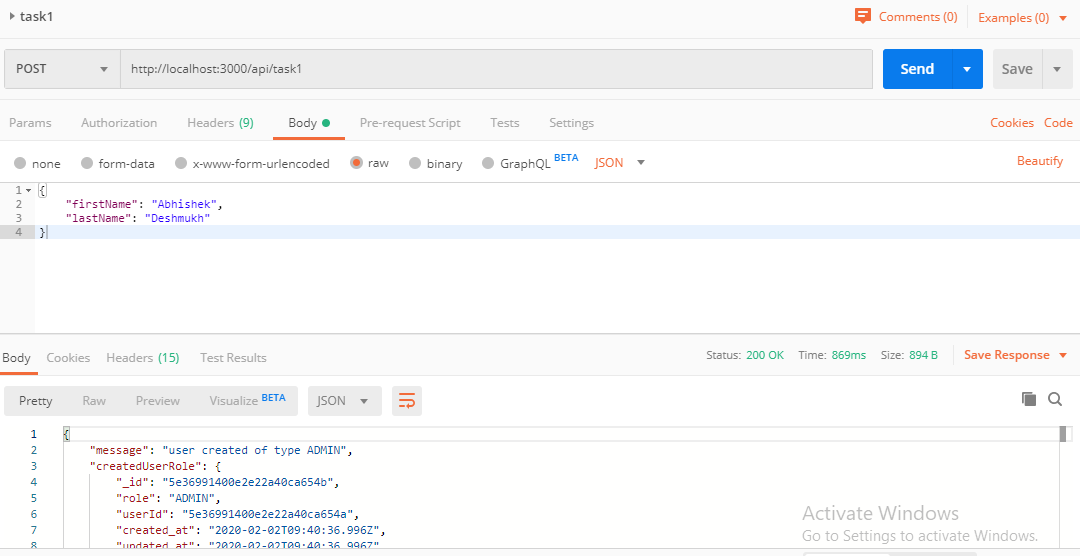 task1
Comments (0) Examples (0)
POST http://localhost:3000/api/task1 Send Save
Params Authorization Headers (9) Body Pre-request Script Tests Settings Cookies Code
none form-data x-www-form-urlencoded raw binary GraphQL BETA JSON Beautify
1 {
2 "firstName": "Abhishek",
3 "lastName": "Deshmukh"
4 }
Body Cookies Headers (15) Test Results Status: 200 OK Time: 869ms Size: 894 B Save Response
Pretty Raw Preview Visualize BETA JSON
1 {
2 "message": "user created of type ADMIN",
3 "createdUserRole": {
4 "_id": "5e36991400e2e22a40ca654b",
5 "role": "ADMIN",
6 "userId": "5e36991400e2e22a40ca654a",
7 "created_at": "2020-02-02T09:40:36.996Z",
8 "updated_at": "2020-02-02T09:40:36.996Z"
Activate Windows
Go to Settings to activate Windows.